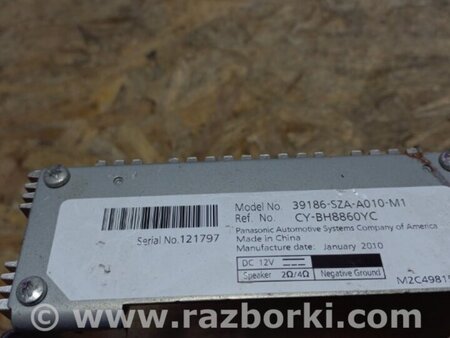 Model No. 39186-SZA-A010-M1
Ref. No. CY-BH8860YC
Serial No.121797
Panasonic Automotive Systems Company of America
Made in China
Manufacture date: January 2010
DC 12V
Speaker 2Ω/4Ω Negative Ground
M2C4981
www.razborki.com